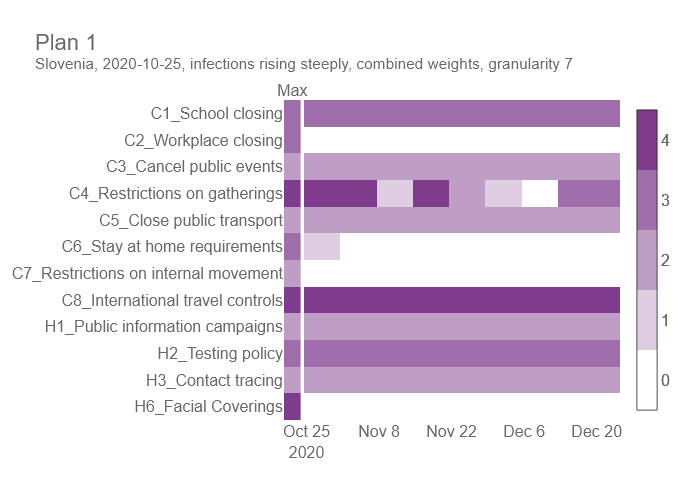 Plan 1
Slovenia, 2020-10-25, infections rising steeply, combined weights, granularity 7
Max
C1_School closing
C2_Workplace closing
C3_Cancel public events
C4_Restrictions on gatherings
C5_Close public transport
C6_Stay at home requirements
C7_Restrictions on internal movement
C8_International travel controls
H1_Public information campaigns
H2_Testing policy
H3_Contact tracing
H6_Facial Coverings
4
3
2
1
0
Oct 25 Nov 8 Nov 22 Dec 6 Dec 20
2020